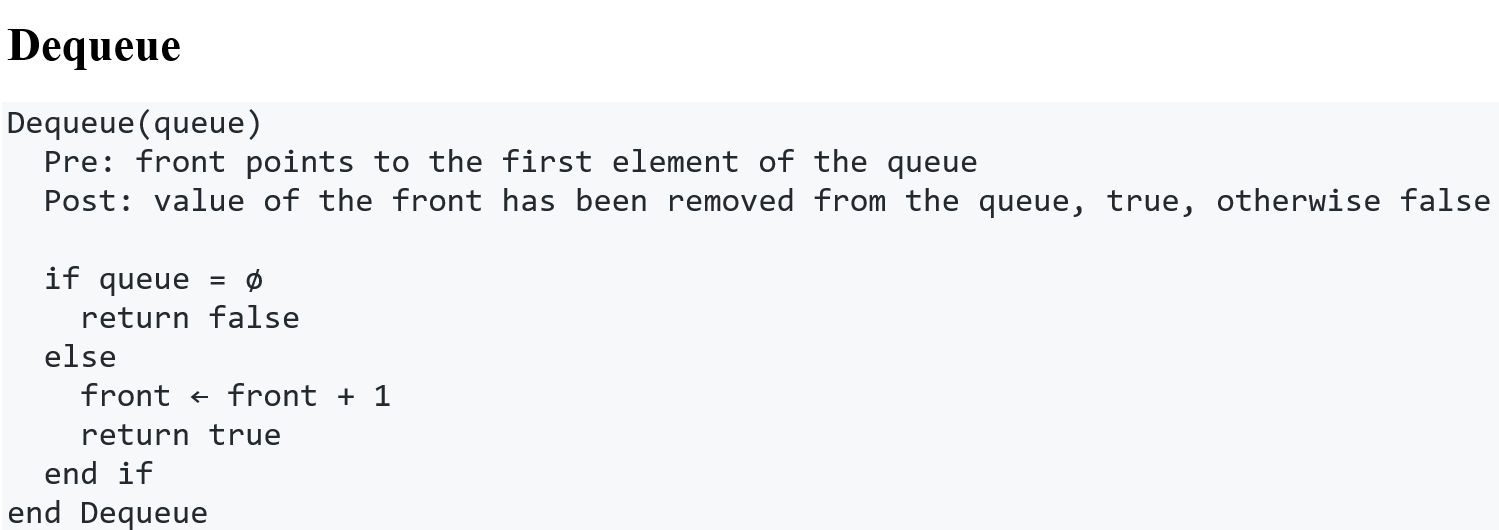 Dequeue
Dequeue(queue)
  Pre: front points to the first element of the queue
  Post: value of the front has been removed from the queue, true, otherwise false
  if queue = ∅
    return false
  else
    front ← front + 1
    return true
  end if
end Dequeue